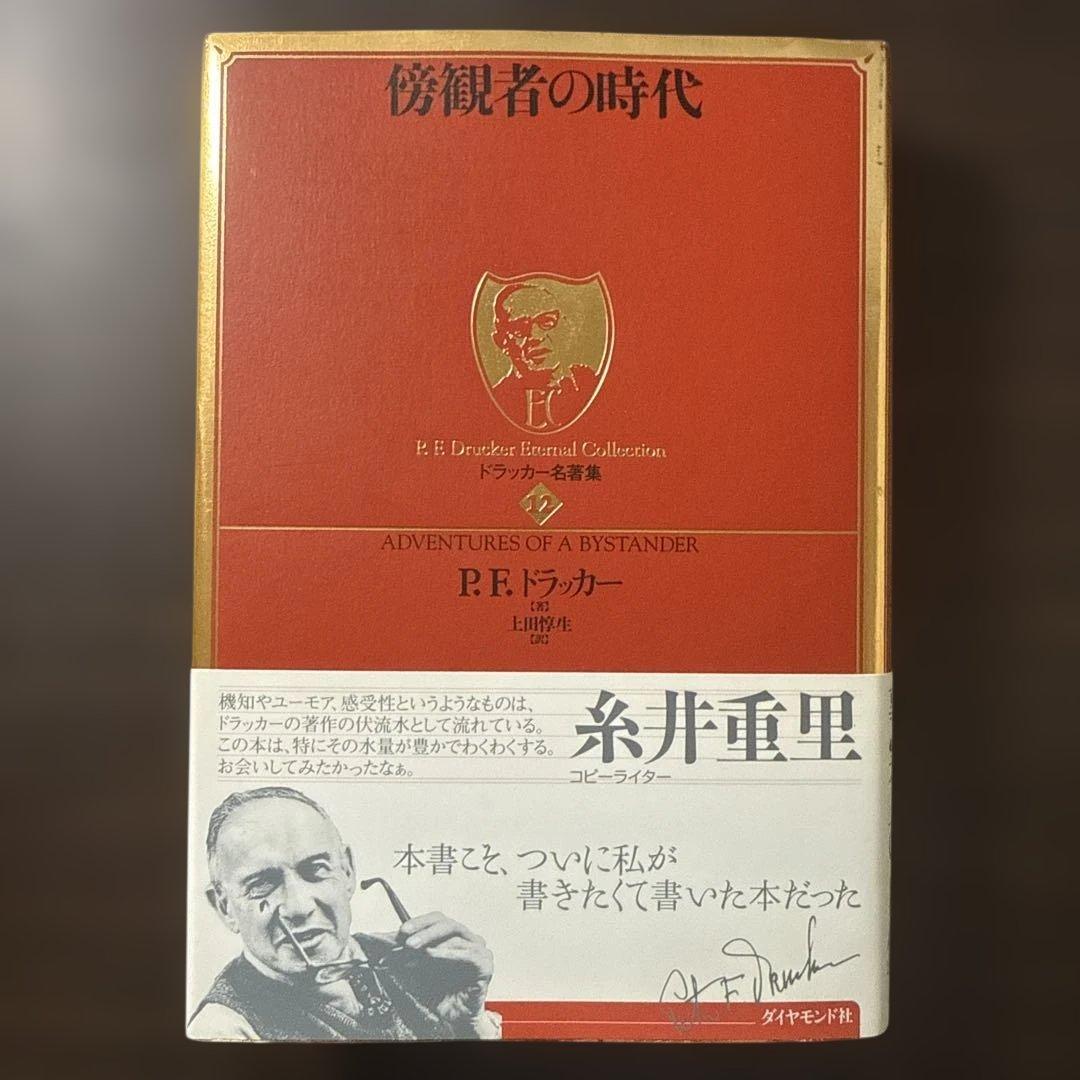 傍観者の時代
EC
P. F. Drucker Eternal Collection
ドラッカー名著集
12
ADVENTURES OF A BYSTANDER
P. F. ドラッカー
【著】
上田惇生
【訳】
機知やユーモア、感受性というようなものは、
ドラッカーの著作の伏流水として流れている。
この本は、特にその水量が豊かでわくわくする。
お会いしてみたかったなぁ。
糸井重里
コピーライター
本書こそ、ついに私が
書きたくて書いた本だった
Peter F. Drucker
ダイヤモンド社